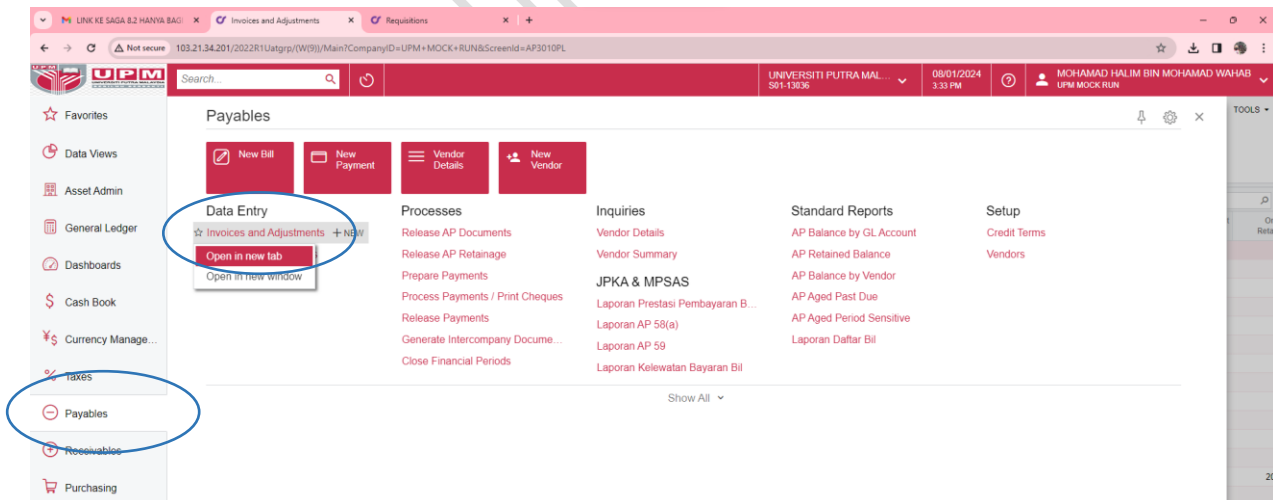 LINK KE SAGA 8.2 HANYA BAGI
Invoices and Adjustments
Requisitions
Not secure
103.21.34.201/2022R1Uatgrp/(W(9))/Main?CompanyID=UPM+MOCK+RUN&ScreenId=AP3010PL
UPM
UPM
UNIVERSITI PUTRA MALAYSIA
Search...
UNIVERSITI PUTRA MAL...
S01-13036
08/01/2024
3:33 PM
MOHAMAD HALIM BIN MOHAMAD WAHAB
UPM MOCK RUN
TOOLS
Favorites
Data Views
Asset Admin
General Ledger
Dashboards
Cash Book
Currency Manage...
Taxes
Payables
Receivables
Purchasing
Payables
New Bill
New Payment
Vendor Details
New Vendor
Data Entry
Invoices and Adjustments + NEW
Open in new tab
Open in new window
Processes
Release AP Documents
Release AP Retainage
Prepare Payments
Process Payments / Print Cheques
Release Payments
Generate Intercompany Docume...
Close Financial Periods
Inquiries
Vendor Details
Vendor Summary
JPKA & MPSAS
Laporan Prestasi Pembayaran B...
Laporan AP 58(a)
Laporan AP 59
Laporan Kelewatan Bayaran Bil
Standard Reports
AP Balance by GL Account
AP Retained Balance
AP Balance by Vendor
AP Aged Past Due
AP Aged Period Sensitive
Laporan Daftar Bil
Setup
Credit Terms
Vendors
Show All
Reta
20